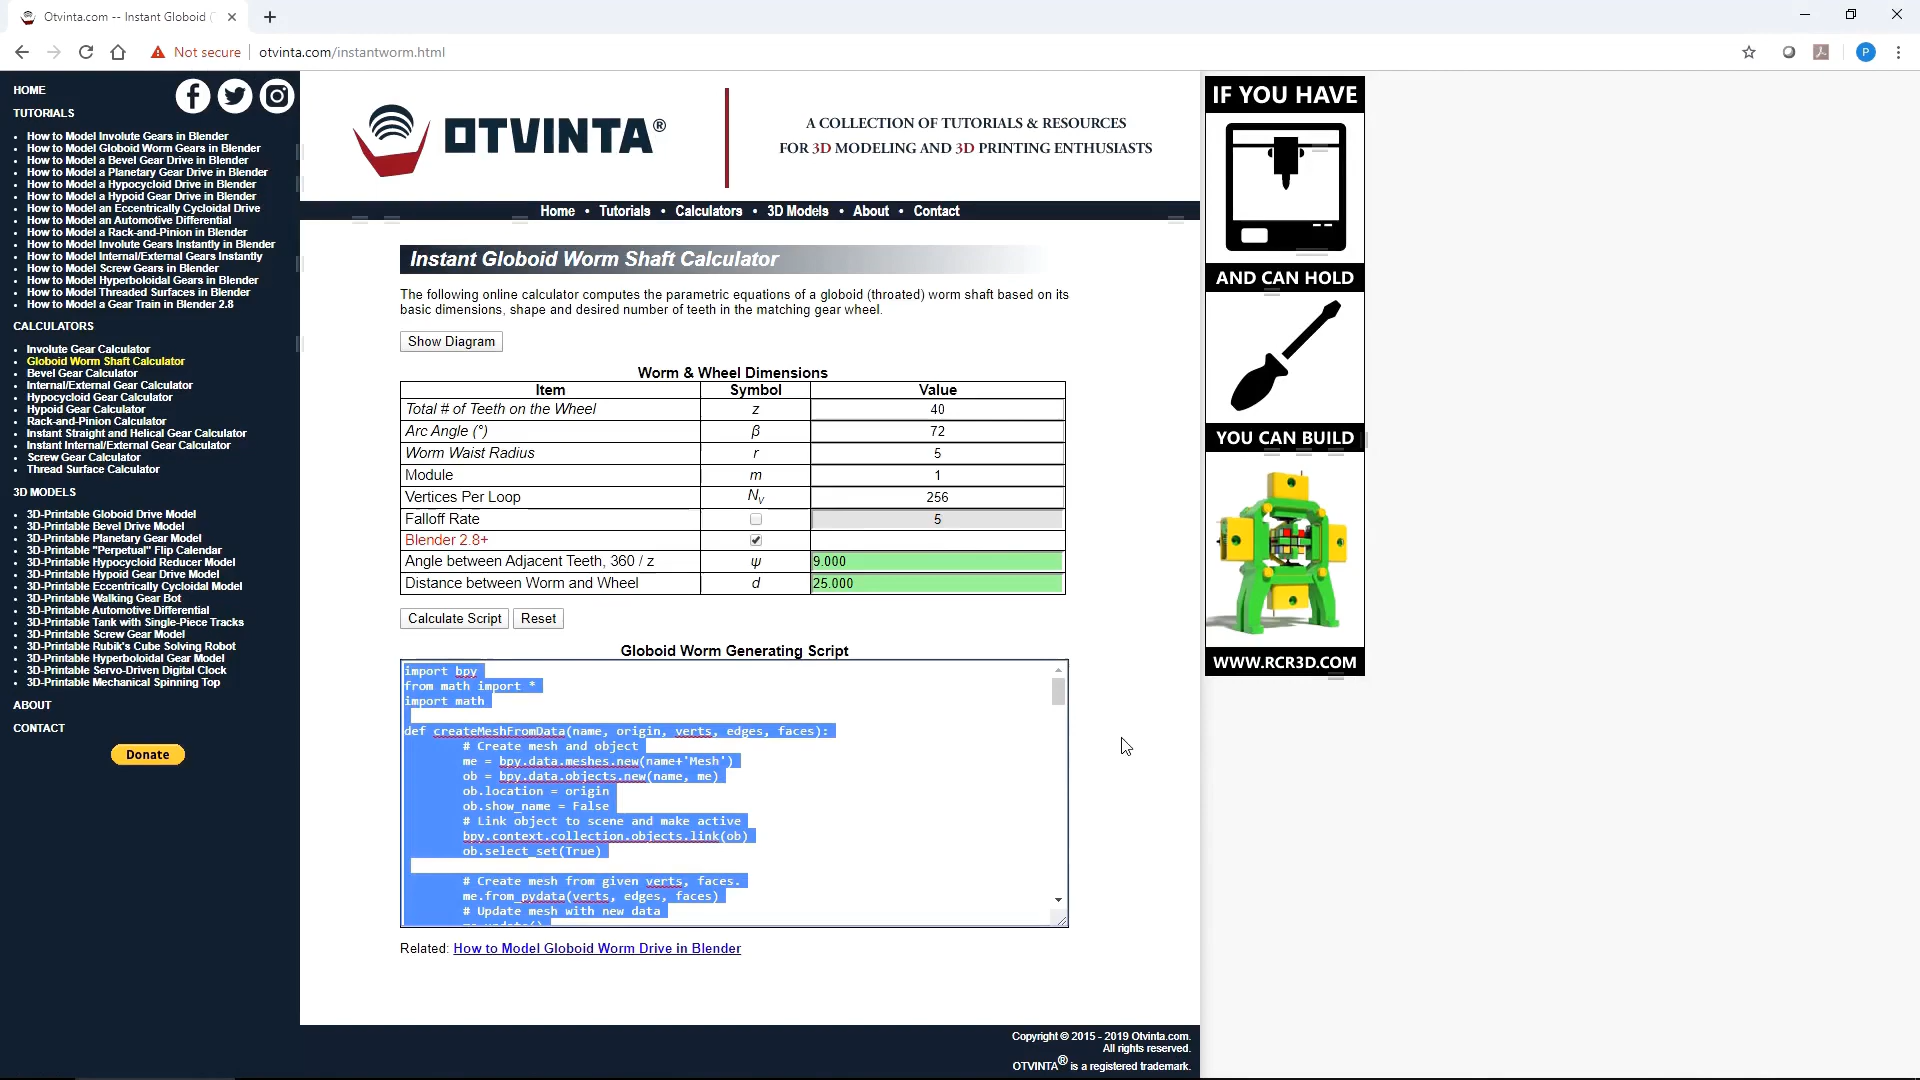 Otvinta.com -- Instant Globoid (
Not secure
otvinta.com/instantworm.html
P
HOME
TUTORIALS
How to Model Involute Gears in Blender
How to Model Globoid Worm Gears in Blender
How to Model a Bevel Gear Drive in Blender
How to Model a Planetary Gear Drive in Blender
How to Model a Hypocycloid Drive in Blender
How to Model a Hypoid Gear Drive in Blender
How to Model an Eccentrically Cycloidal Drive
How to Model an Automotive Differential
How to Model a Rack-and-Pinion in Blender
How to Model Involute Gears Instantly in Blender
How to Model Internal/External Gears Instantly
How to Model Screw Gears in Blender
How to Model Hyperboloidal Gears in Blender
How to Model Threaded Surfaces in Blender
How to Model a Gear Train in Blender 2.8
CALCULATORS
Involute Gear Calculator
Globoid Worm Shaft Calculator
Bevel Gear Calculator
Internal/External Gear Calculator
Hypocycloid Gear Calculator
Hypoid Gear Calculator
Rack-and-Pinion Calculator
Instant Straight and Helical Gear Calculator
Instant Internal/External Gear Calculator
Screw Gear Calculator
Thread Surface Calculator
3D MODELS
3D-Printable Globoid Drive Model
3D-Printable Bevel Drive Model
3D-Printable Planetary Gear Model
3D-Printable "Perpetual" Flip Calendar
3D-Printable Hypocycloid Reducer Model
3D-Printable Hypoid Gear Drive Model
3D-Printable Eccentrically Cycloidal Model
3D-Printable Walking Gear Bot
3D-Printable Automotive Differential
3D-Printable Tank with Single-Piece Tracks
3D-Printable Screw Gear Model
3D-Printable Rubik's Cube Solving Robot
3D-Printable Hyperboloidal Gear Model
3D-Printable Servo-Driven Digital Clock
3D-Printable Mechanical Spinning Top
ABOUT
CONTACT
Donate
OTVINTA®
A COLLECTION OF TUTORIALS & RESOURCES
FOR 3D MODELING AND 3D PRINTING ENTHUSIASTS
Home • Tutorials • Calculators • 3D Models • About • Contact
Instant Globoid Worm Shaft Calculator
The following online calculator computes the parametric equations of a globoid (throated) worm shaft based on its
basic dimensions, shape and desired number of teeth in the matching gear wheel.
Show Diagram
Worm & Wheel Dimensions
Item Symbol Value
Total # of Teeth on the Wheel z 40
Arc Angle (°) β 72
Worm Waist Radius r 5
Module m 1
Vertices Per Loop Nv 256
Falloff Rate 5
Blender 2.8+
Angle between Adjacent Teeth, 360 / z ψ 9.000
Distance between Worm and Wheel d 25.000
Calculate Script Reset
Globoid Worm Generating Script
import bpy
from math import *
import math
def createMeshFromData(name, origin, verts, edges, faces):
# Create mesh and object
me = bpy.data.meshes.new(name+'Mesh')
ob = bpy.data.objects.new(name, me)
ob.location = origin
ob.show_name = False
# Link object to scene and make active
bpy.context.collection.objects.link(ob)
ob.select_set(True)
# Create mesh from given verts, faces.
me.from_pydata(verts, edges, faces)
# Update mesh with new data
me.update()
Related: How to Model Globoid Worm Drive in Blender
Copyright © 2015 - 2019 Otvinta.com.
All rights reserved.
OTVINTA® is a registered trademark.
IF YOU HAVE
AND CAN HOLD
YOU CAN BUILD
WWW.RCR3D.COM